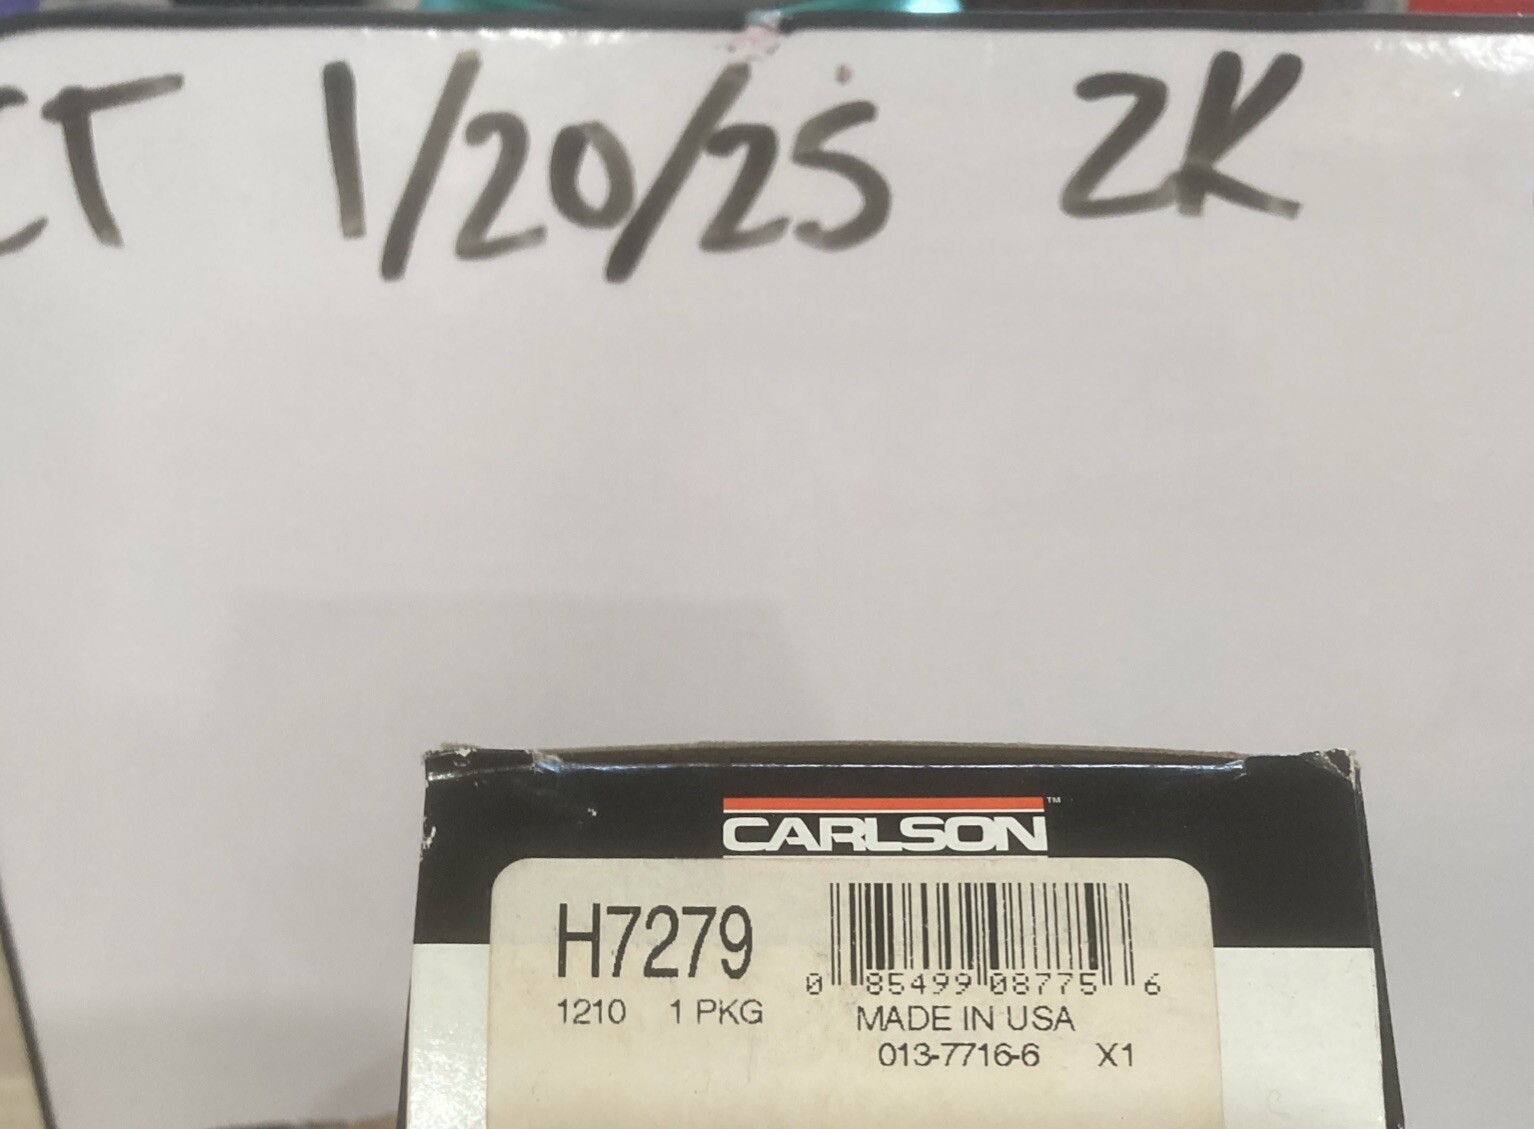 CT 1/20/25 2K
CARLSON™
H7279
1210 1 PKG
0 85499 08775 6
MADE IN USA
013-7716-6 X1